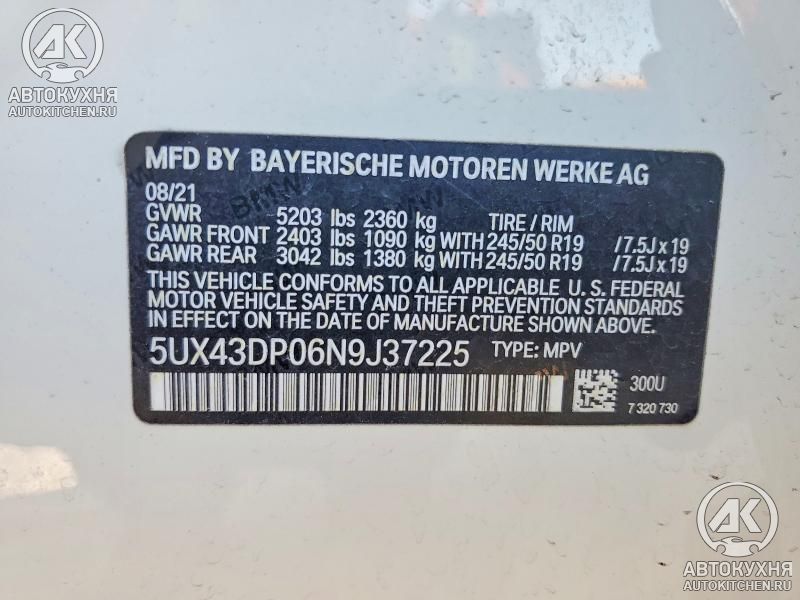 AK
АВТОКУХНЯ
AUTOKITCHEN.RU
MFD BY BAYERISCHE MOTOREN WERKE AG
08/21
GVWR 5203 lbs 2360 kg TIRE / RIM
GAWR FRONT 2403 lbs 1090 kg WITH 245/50 R19 / 7.5J x 19
GAWR REAR 3042 lbs 1380 kg WITH 245/50 R19 / 7.5J x 19
THIS VEHICLE CONFORMS TO ALL APPLICABLE U. S. FEDERAL
MOTOR VEHICLE SAFETY AND THEFT PREVENTION STANDARDS
IN EFFECT ON THE DATE OF MANUFACTURE SHOWN ABOVE.
5UX43DP06N9J37225 TYPE: MPV
300U
7 320 730
AK
АВТОКУХНЯ
AUTOKITCHEN.RU